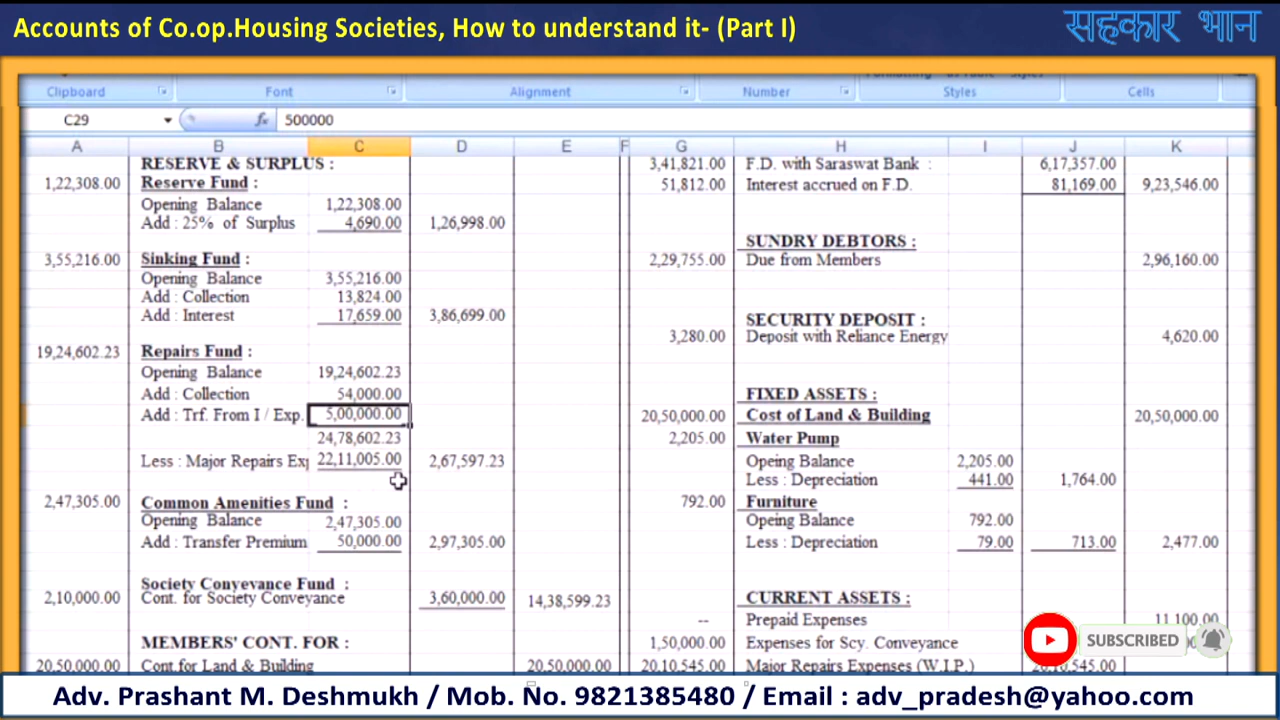 Accounts of Co.op.Housing Societies, How to understand it- (Part I)
सहकार भान
Clipboard Font Alignment Number Styles Cells
C29 fx 500000
A B C D E F G H I J K
RESERVE & SURPLUS : 3,41,821.00 F.D. with Saraswat Bank : 6,17,357.00
1,22,308.00 Reserve Fund : 51,812.00 Interest accrued on F.D. 81,169.00 9,23,546.00
Opening Balance 1,22,308.00
Add : 25% of Surplus 4,690.00 1,26,998.00
SUNDRY DEBTORS :
3,55,216.00 Sinking Fund : 2,29,755.00 Due from Members 2,96,160.00
Opening Balance 3,55,216.00
Add : Collection 13,824.00
Add : Interest 17,659.00 3,86,699.00 SECURITY DEPOSIT :
3,280.00 Deposit with Reliance Energy 4,620.00
19,24,602.23 Repairs Fund :
Opening Balance 19,24,602.23
Add : Collection 54,000.00 FIXED ASSETS :
Add : Trf. From I / Exp. 5,00,000.00 20,50,000.00 Cost of Land & Building 20,50,000.00
24,78,602.23 2,205.00 Water Pump
Less : Major Repairs Exp 22,11,005.00 2,67,597.23 Opeing Balance 2,205.00
Less : Depreciation 441.00 1,764.00
2,47,305.00 Common Amenities Fund : 792.00 Furniture
Opening Balance 2,47,305.00 Opeing Balance 792.00
Add : Transfer Premium 50,000.00 2,97,305.00 Less : Depreciation 79.00 713.00 2,477.00
Society Conveyance Fund :
2,10,000.00 Cont. for Society Conveyance 3,60,000.00 14,38,599.23 CURRENT ASSETS :
-- Prepaid Expenses 11,100.00
MEMBERS' CONT. FOR : 1,50,000.00 Expenses for Scy. Conveyance
20,50,000.00 Cont.for Land & Building 20,50,000.00 20,10,545.00 Major Repairs Expenses (W.I.P.) 20,10,545.00
SUBSCRIBED
Adv. Prashant M. Deshmukh / Mob. No. 9821385480 / Email : adv_pradesh@yahoo.com